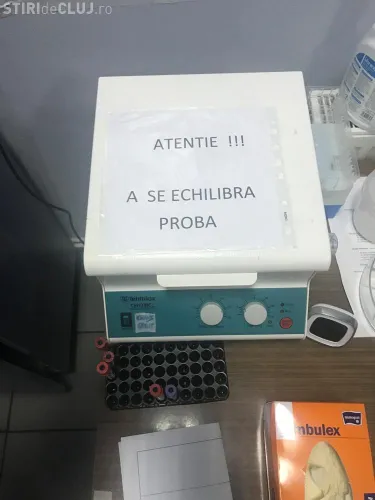 STIRIdeCLUJ.ro
ATENTIE !!!
A SE ECHILIBRA
PROBA
mbulex